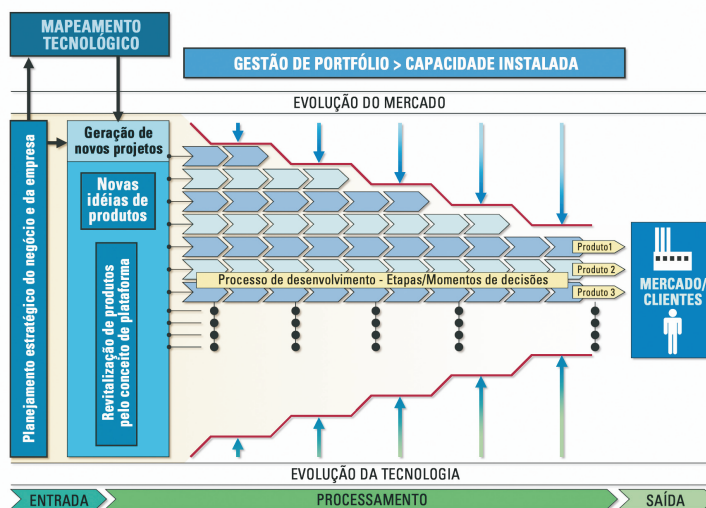 MAPEAMENTO
TECNOLÓGICO
GESTÃO DE PORTFÓLIO > CAPACIDADE INSTALADA
EVOLUÇÃO DO MERCADO
Planejamento estratégico do negócio e da empresa
Geração de
novos projetos
Novas
idéias de
produtos
Revitalização de produtos
pelo conceito de plataforma
Produto1
Produto 2
Processo de desenvolvimento - Etapas/Momentos de decisões
Produto 3
MERCADO/
CLIENTES
EVOLUÇÃO DA TECNOLOGIA
ENTRADA
PROCESSAMENTO
SAÍDA